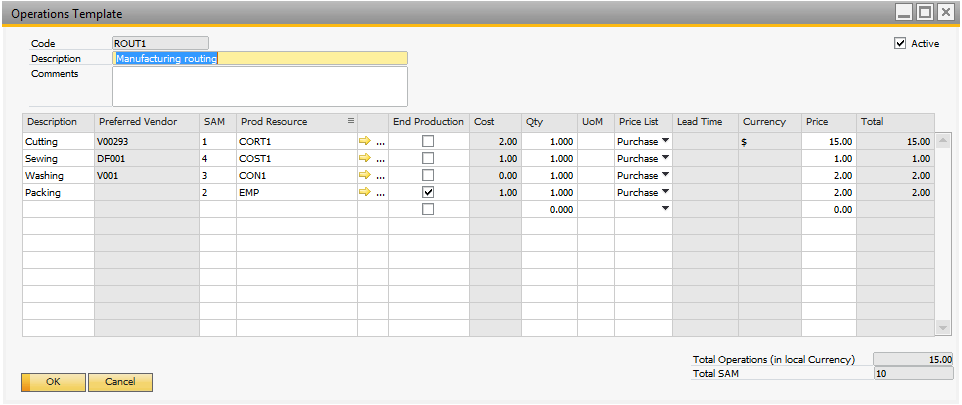 Operations Template
Code ROUT1 Active
Description Manufacturing routing
Comments
Description Preferred Vendor SAM Prod Resource End Production Cost Qty UoM Price List Lead Time Currency Price Total
Cutting V00293 1 CORT1 ... 2.00 1.000 Purchase $ 15.00 15.00
Sewing DF001 4 COST1 ... 1.00 1.000 Purchase 1.00 1.00
Washing V001 3 CON1 ... 0.00 1.000 Purchase 2.00 2.00
Packing 2 EMP ... 1.00 1.000 Purchase 2.00 2.00
0.000 0.00
Total Operations (in local Currency) 15.00
Total SAM 10
OK Cancel